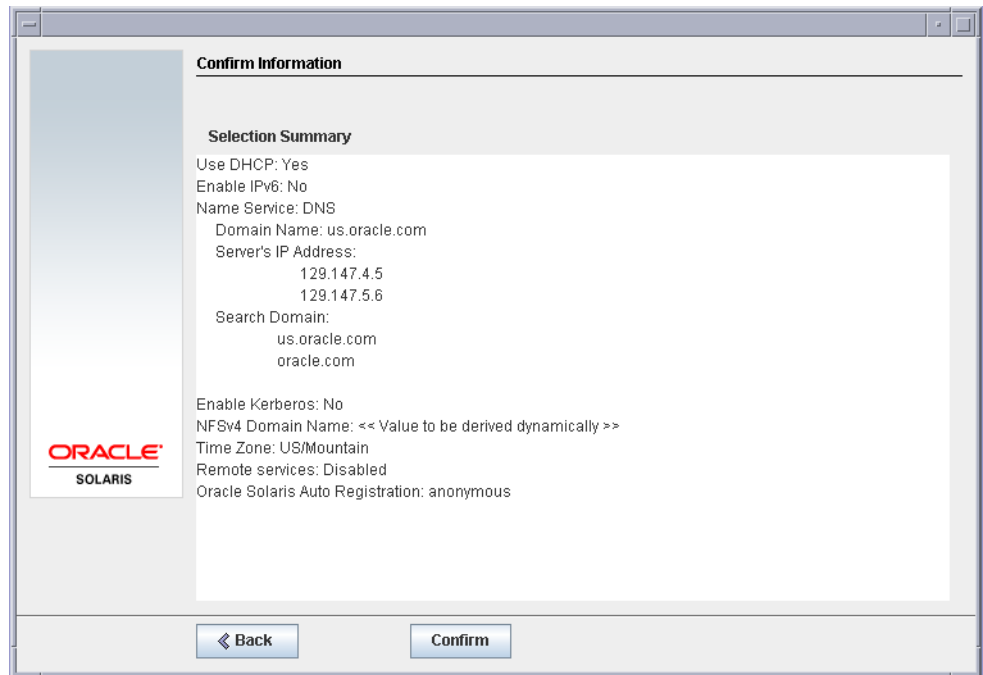 Confirm Information
Selection Summary
Use DHCP: Yes
Enable IPv6: No
Name Service: DNS
Domain Name: us.oracle.com
Server's IP Address:
129.147.4.5
129.147.5.6
Search Domain:
us.oracle.com
oracle.com
Enable Kerberos: No
NFSv4 Domain Name: << Value to be derived dynamically >>
Time Zone: US/Mountain
Remote services: Disabled
Oracle Solaris Auto Registration: anonymous
ORACLE
SOLARIS
Back
Confirm